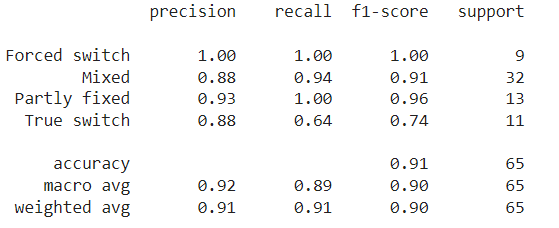 precision recall f1-score support
Forced switch 1.00 1.00 1.00 9
Mixed 0.88 0.94 0.91 32
Partly fixed 0.93 1.00 0.96 13
True switch 0.88 0.64 0.74 11
accuracy 0.91 65
macro avg 0.92 0.89 0.90 65
weighted avg 0.91 0.91 0.90 65